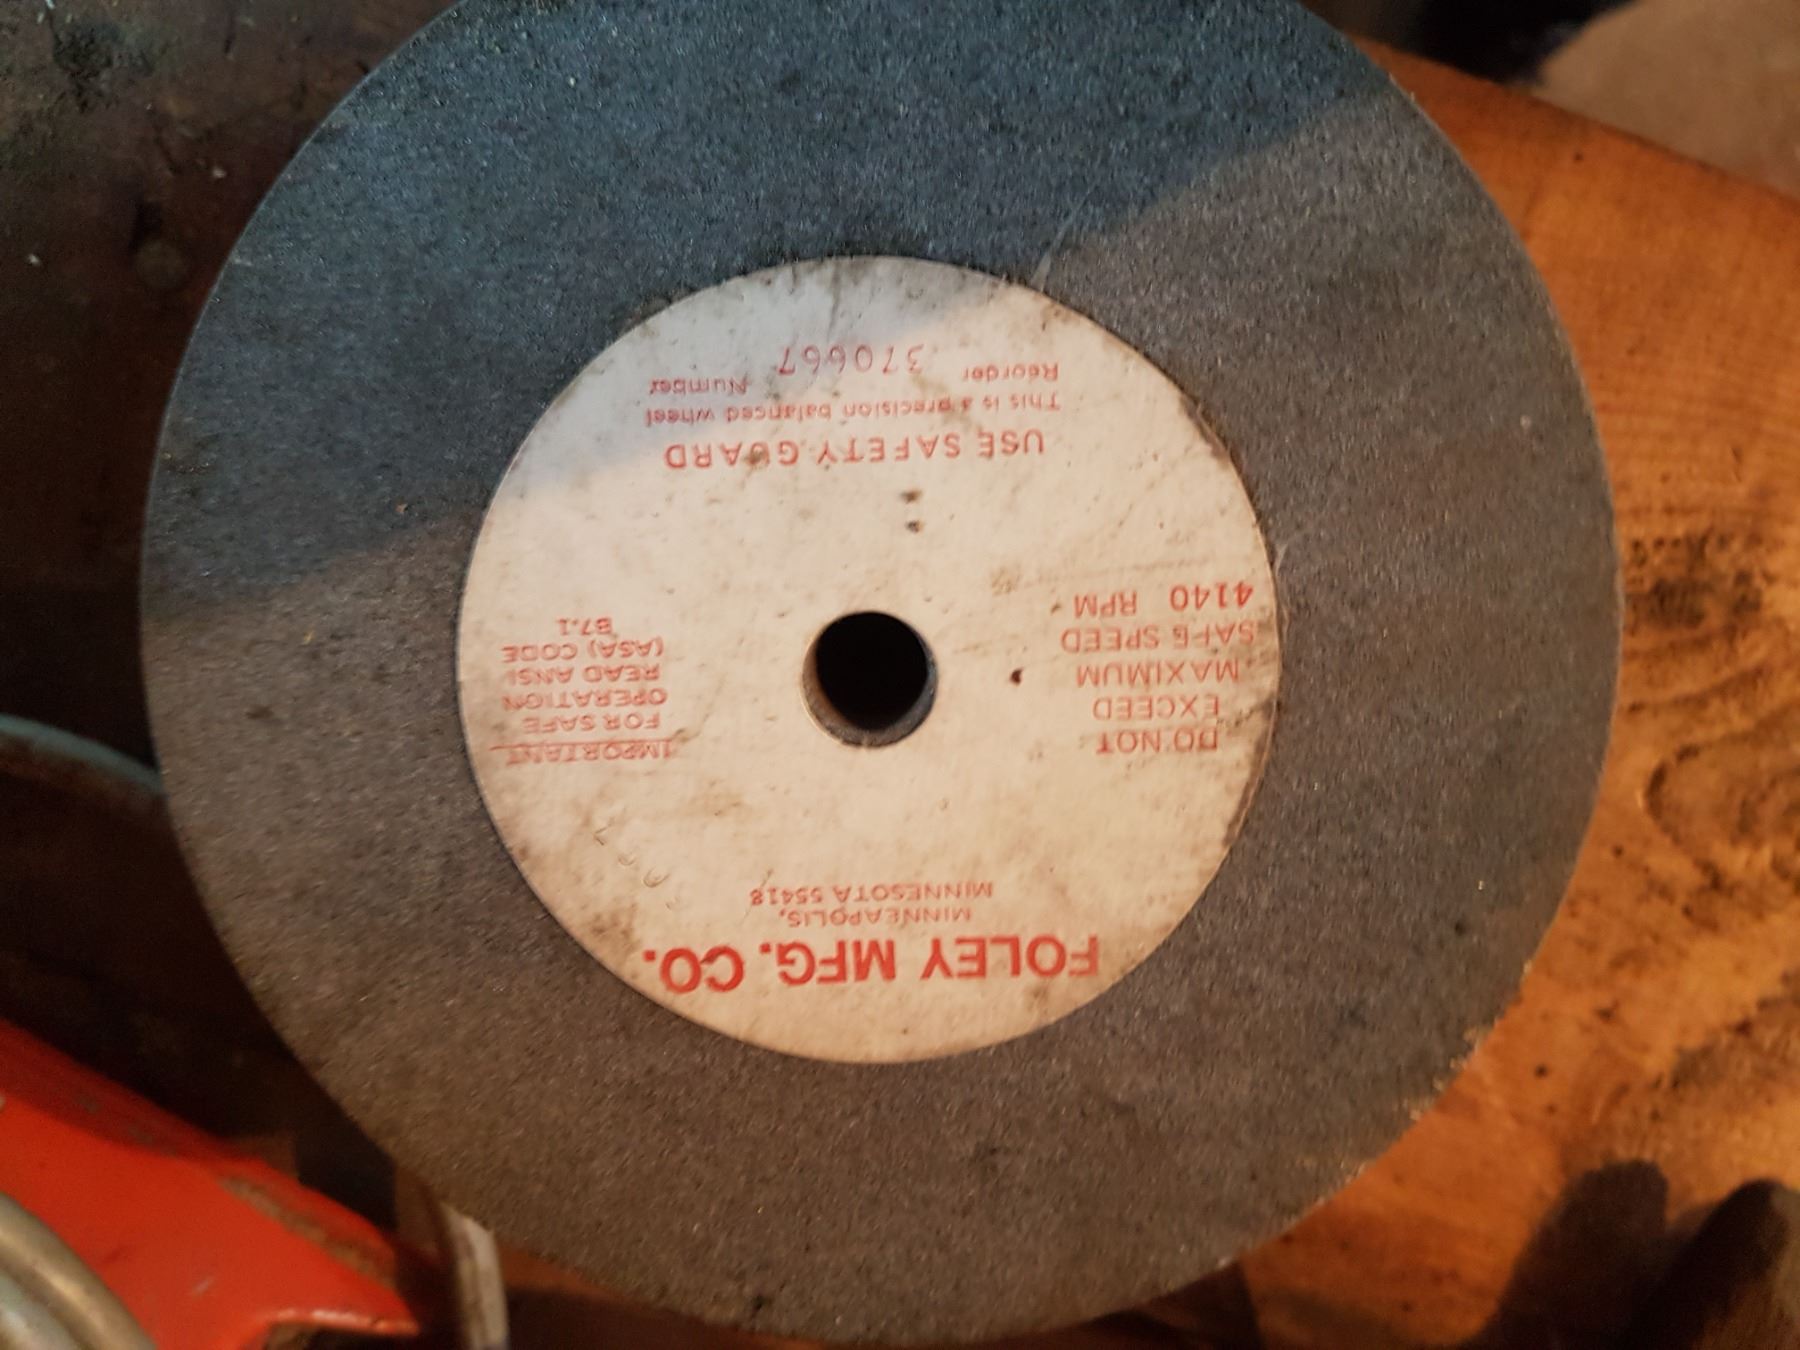 FOLEY MFG. CO.
MINNEAPOLIS,
MINNESOTA 55418
DO NOT
EXCEED
MAXIMUM
SAFE SPEED
4140 RPM
IMPORTANT
FOR SAFE
OPERATION
READ ANSI
(ASA) CODE
B7.1
USE SAFETY GUARD
This is a precision balanced wheel
Reorder 370667 Number